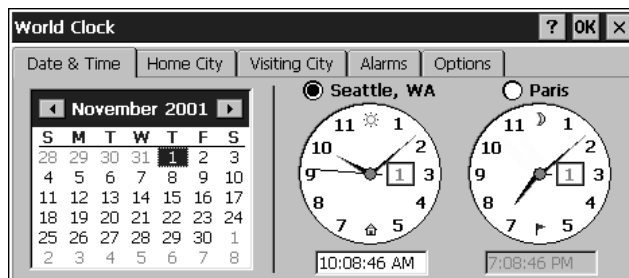 World Clock ? OK ×
Date & Time Home City Visiting City Alarms Options
November 2001
S M T W T F S
28 29 30 31 1 2 3
4 5 6 7 8 9 10
11 12 13 14 15 16 17
18 19 20 21 22 23 24
25 26 27 28 29 30 1
2 3 4 5 6 7 8
Seattle, WA
11 1
10 2
9 1 3
8 4
7 5
10:08:46 AM
Paris
11 1
10 2
9 1 3
8 4
7 5
7:08:46 PM